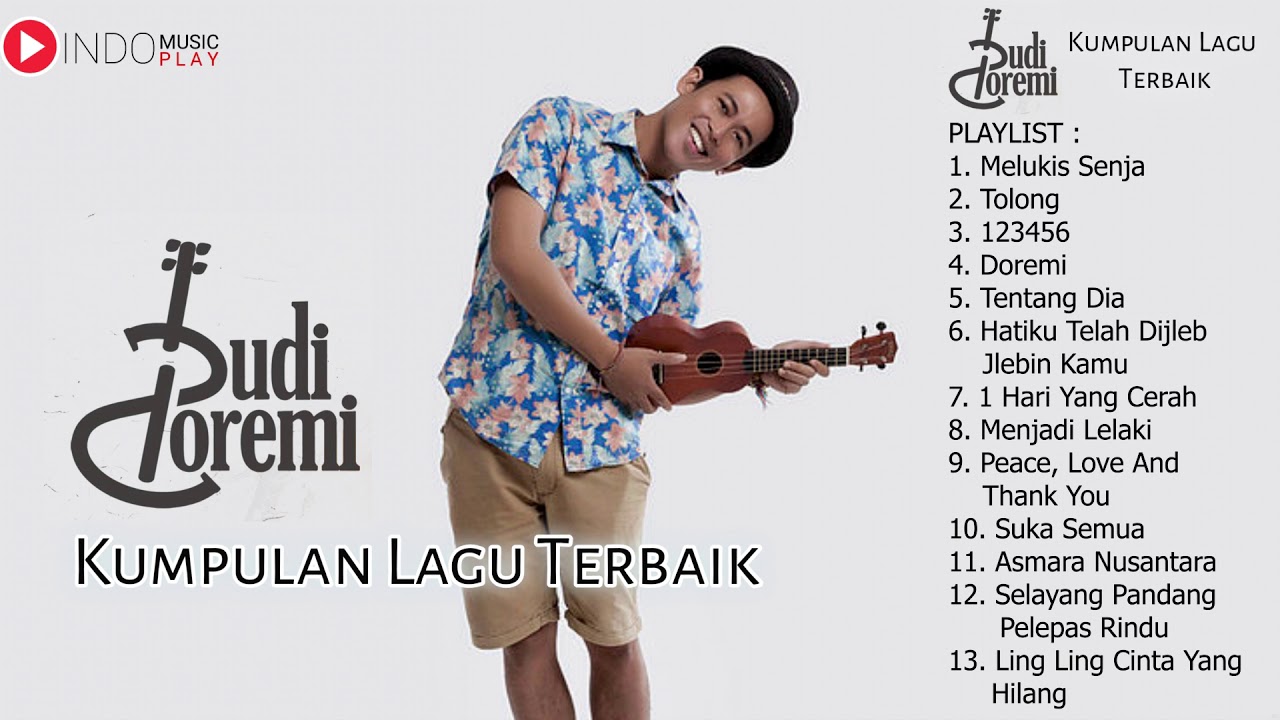 INDO MUSIC
PLAY
Budi
Doremi
Kumpulan Lagu Terbaik
Budi
Doremi
Kumpulan Lagu
Terbaik
PLAYLIST :
1. Melukis Senja
2. Tolong
3. 123456
4. Doremi
5. Tentang Dia
6. Hatiku Telah Dijleb
Jlebin Kamu
7. 1 Hari Yang Cerah
8. Menjadi Lelaki
9. Peace, Love And
Thank You
10. Suka Semua
11. Asmara Nusantara
12. Selayang Pandang
Pelepas Rindu
13. Ling Ling Cinta Yang
Hilang